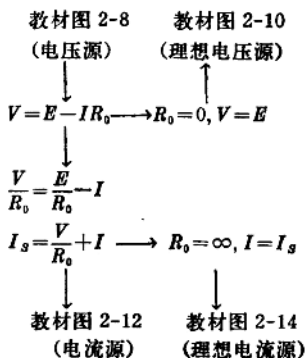 教材图 2-8 教材图 2-10
(电压源) (理想电压源)
V=E-IR₀→R₀=0, V=E
V/R₀=E/R₀-I
I_S=V/R₀+I → R₀=∞, I=I_S
教材图 2-12 教材图 2-14
(电流源) (理想电流源)